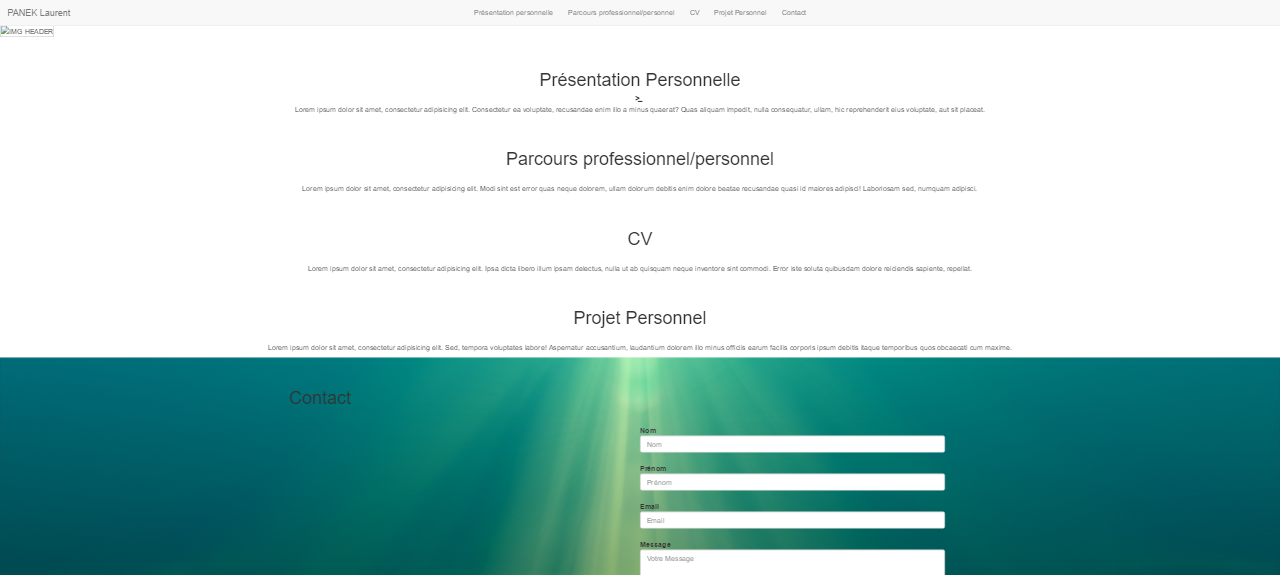 PANEK Laurent
Présentation personnelle Parcours professionnel/personnel CV Projet Personnel Contact
IMG HEADER
Présentation Personnelle
>_
Lorem ipsum dolor sit amet, consectetur adipisicing elit. Consectetur ea voluptate, recusandae enim illo a minus quaerat? Quas aliquam impedit, nulla consequatur, ullam, hic reprehenderit eius voluptate, aut sit placeat.
Parcours professionnel/personnel
Lorem ipsum dolor sit amet, consectetur adipisicing elit. Modi sint est error quas neque dolorem, ullam dolorum debitis enim dolore beatae recusandae quasi id maiores adipisci! Laboriosam sed, numquam adipisci.
CV
Lorem ipsum dolor sit amet, consectetur adipisicing elit. Ipsa dicta libero illum ipsam delectus, nulla ut ab quisquam neque inventore sint commodi. Error iste soluta quibusdam dolore reiciendis sapiente, repellat.
Projet Personnel
Lorem ipsum dolor sit amet, consectetur adipisicing elit. Sed, tempora voluptates labore! Aspernatur accusantium, laudantium dolorem illo minus officiis earum facilis corporis ipsum debitis itaque temporibus quos obcaecati cum maxime.
Contact
Nom
Nom
Prénom
Prénom
Email
Email
Message
Votre Message